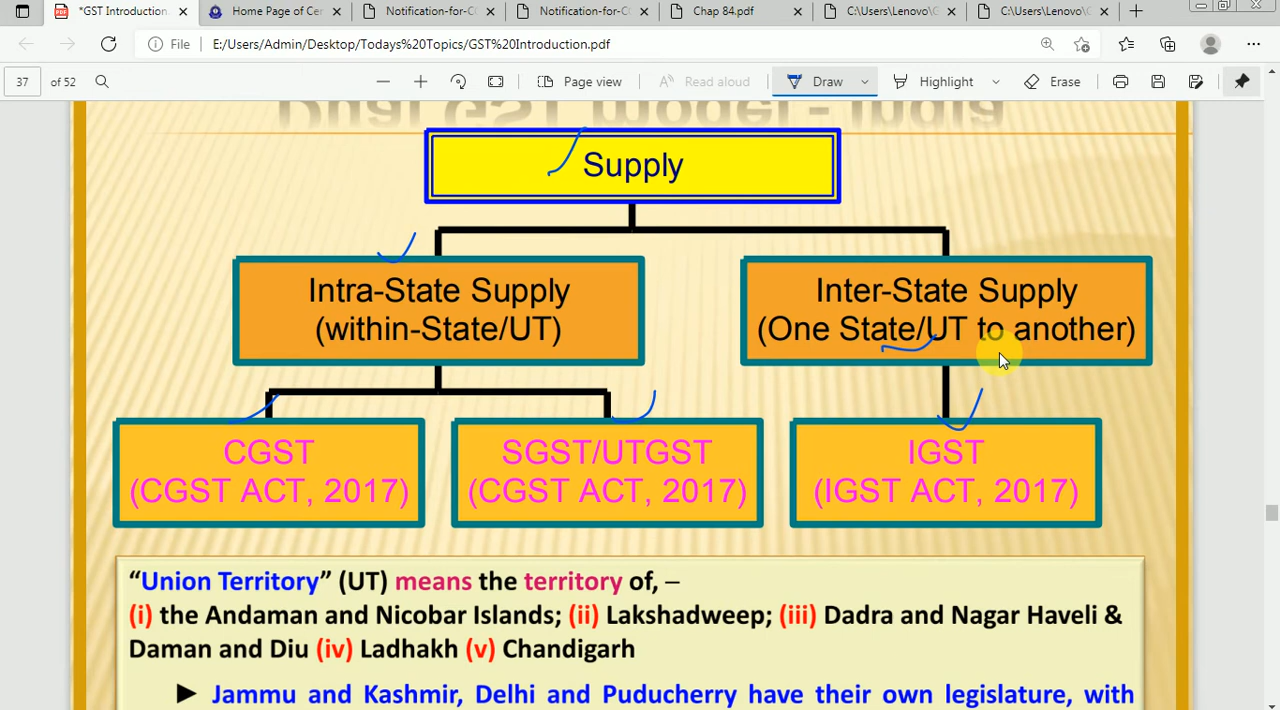 *GST Introduction.
Home Page of Cer
Notification-for-C
Notification-for-C
Chap 84.pdf
C:\Users\Lenovo\
C:\Users\Lenovo\
File
E:/Users/Admin/Desktop/Todays%20Topics/GST%20Introduction.pdf
37
of 52
Page view
Read aloud
Draw
Highlight
Erase
Dual GST model - India
Supply
Intra-State Supply
(within-State/UT)
Inter-State Supply
(One State/UT to another)
CGST
(CGST ACT, 2017)
SGST/UTGST
(CGST ACT, 2017)
IGST
(IGST ACT, 2017)
“Union Territory” (UT) means the territory of, –
(i) the Andaman and Nicobar Islands; (ii) Lakshadweep; (iii) Dadra and Nagar Haveli &
Daman and Diu (iv) Ladhakh (v) Chandigarh
► Jammu and Kashmir, Delhi and Puducherry have their own legislature, with